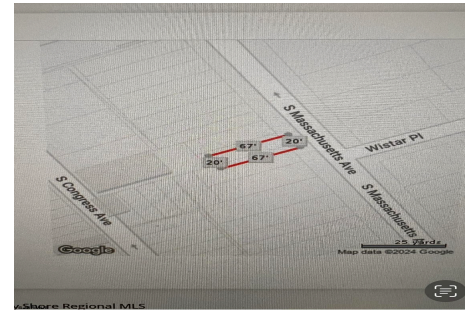 S Massachusetts Ave
67'
20'
Wistar Pl
20'
67'
S Congress Ave
S Massachusetts
25 Yards
Google
Map data ©2024 Google
Shore Regional MLS